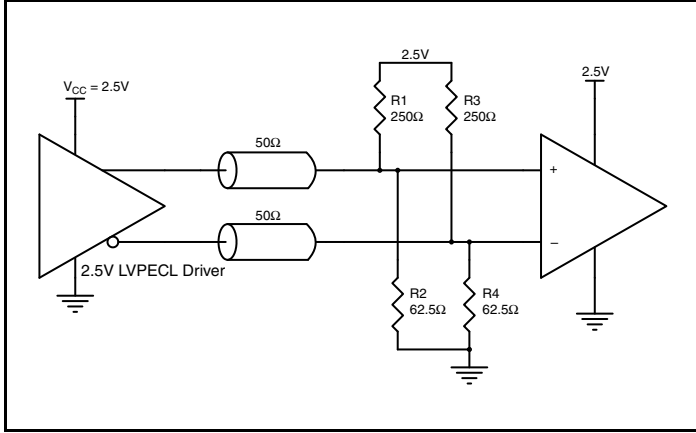 2.5V
V_CC = 2.5V
2.5V
R1
250Ω
R3
250Ω
50Ω
+
50Ω
–
2.5V LVPECL Driver
R2
62.5Ω
R4
62.5Ω